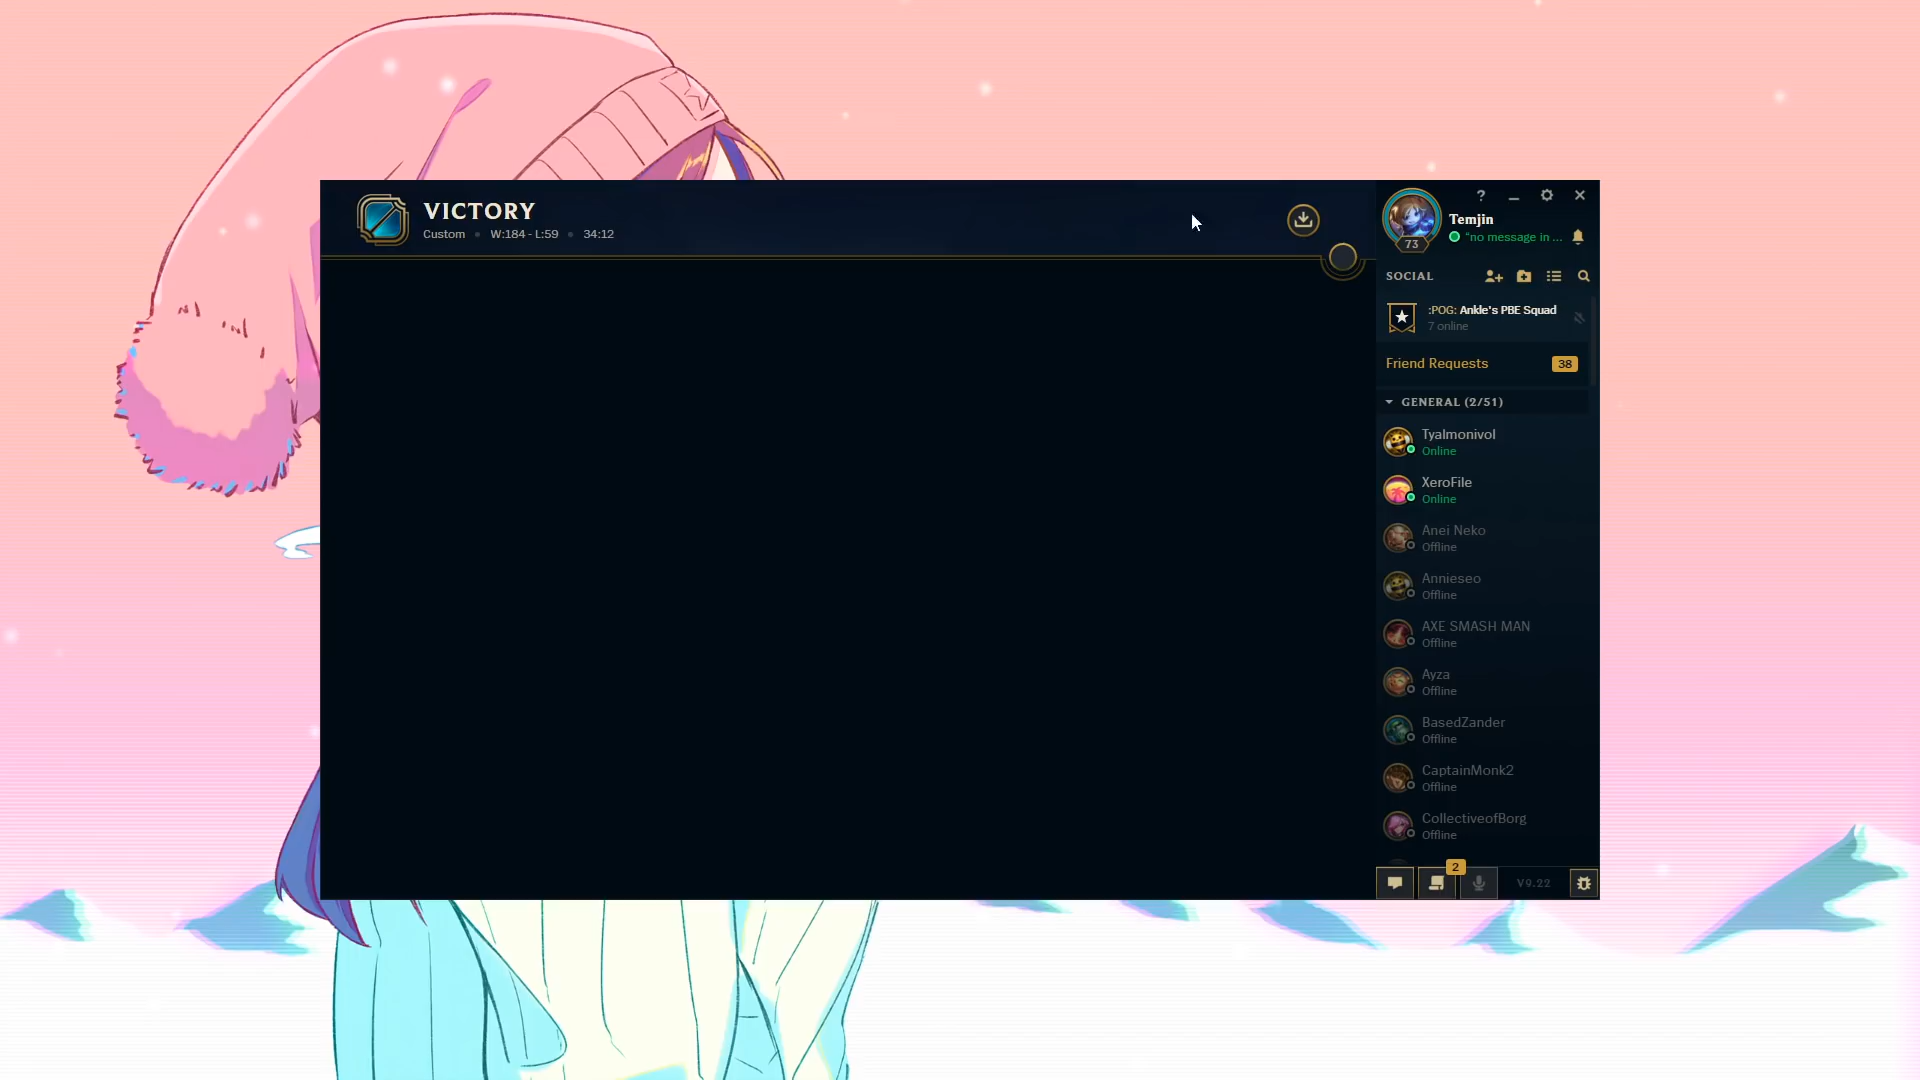 VICTORY
Custom • W:184 - L:59 • 34:12
?
Temjin
73
"no message in ...
SOCIAL
:POG: Ankle's PBE Squad
7 online
Friend Requests 38
GENERAL (2/51)
Tyalmonivol
Online
XeroFile
Online
Anei Neko
Offline
Annieseo
Offline
AXE SMASH MAN
Offline
Ayza
Offline
BasedZander
Offline
CaptainMonk2
Offline
CollectiveofBorg
Offline
2
V9.22